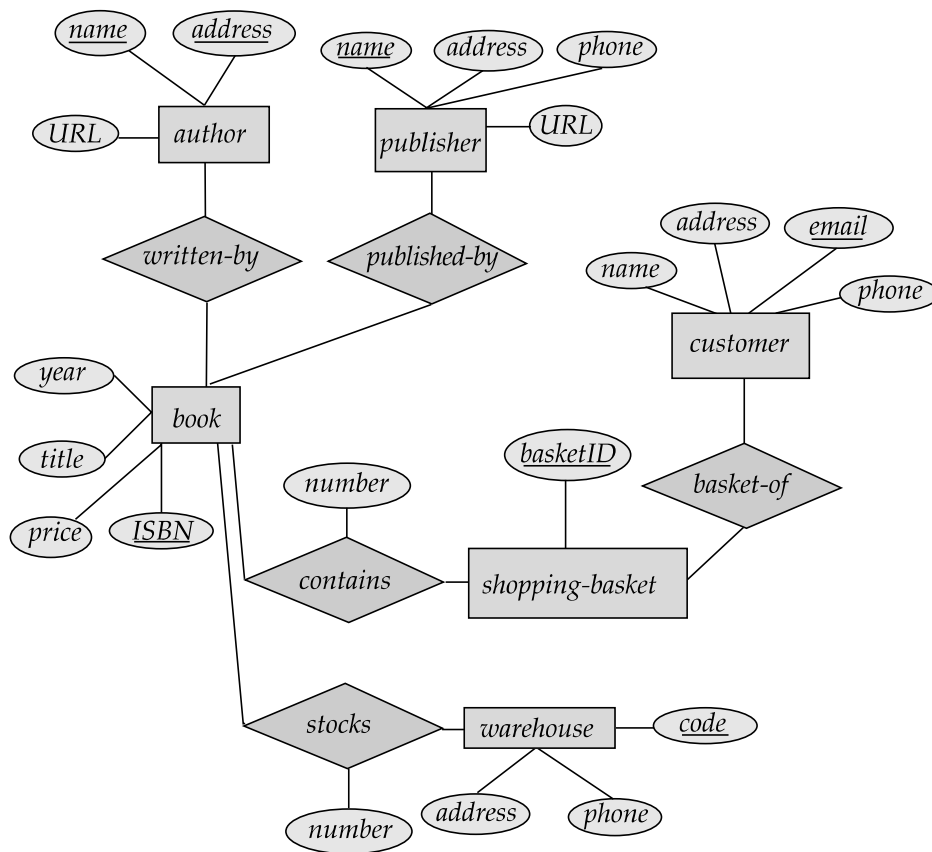 name
address
name
address
phone
URL
author
publisher
URL
written-by
published-by
address
email
name
phone
customer
year
book
title
price
ISBN
number
basketID
basket-of
contains
shopping-basket
stocks
warehouse
code
address
phone
number